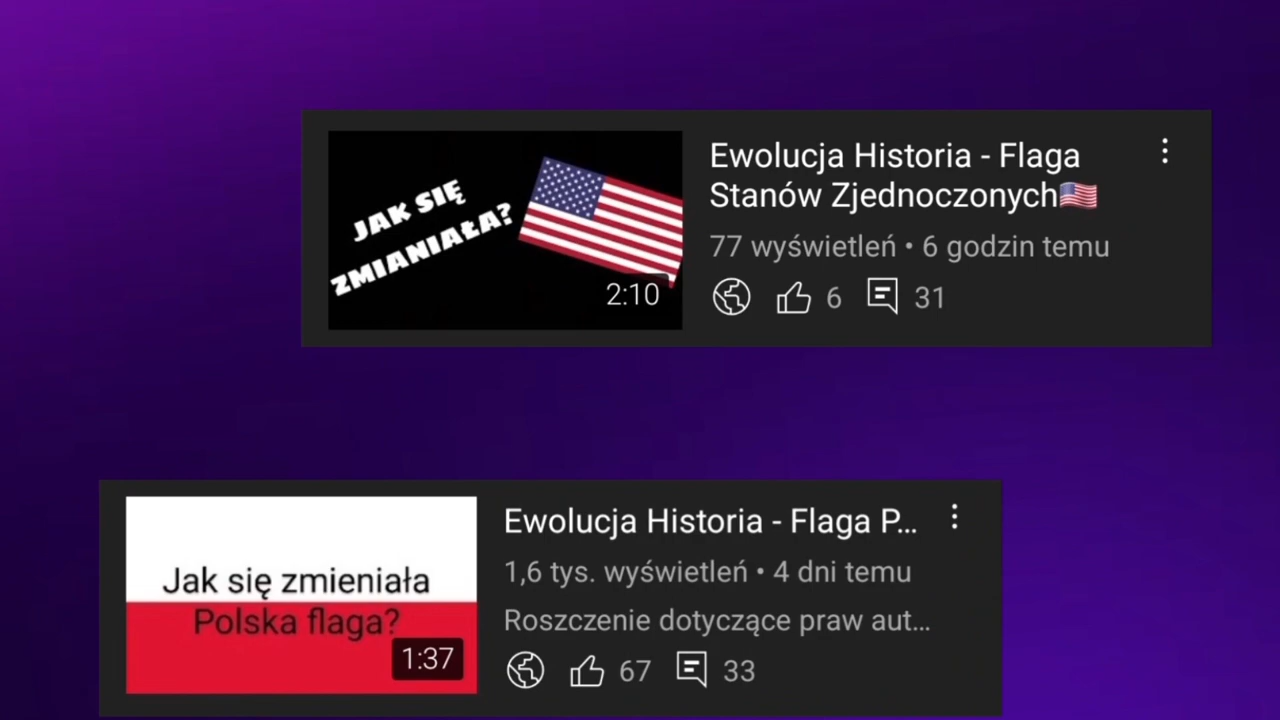 JAK SIĘ
ZMIANIAŁA?
2:10
Ewolucja Historia - Flaga
Stanów Zjednoczonych🇺🇸
77 wyświetleń • 6 godzin temu
6 31
Jak się zmieniała
Polska flaga?
1:37
Ewolucja Historia - Flaga P...
1,6 tys. wyświetleń • 4 dni temu
Roszczenie dotyczące praw aut...
67 33